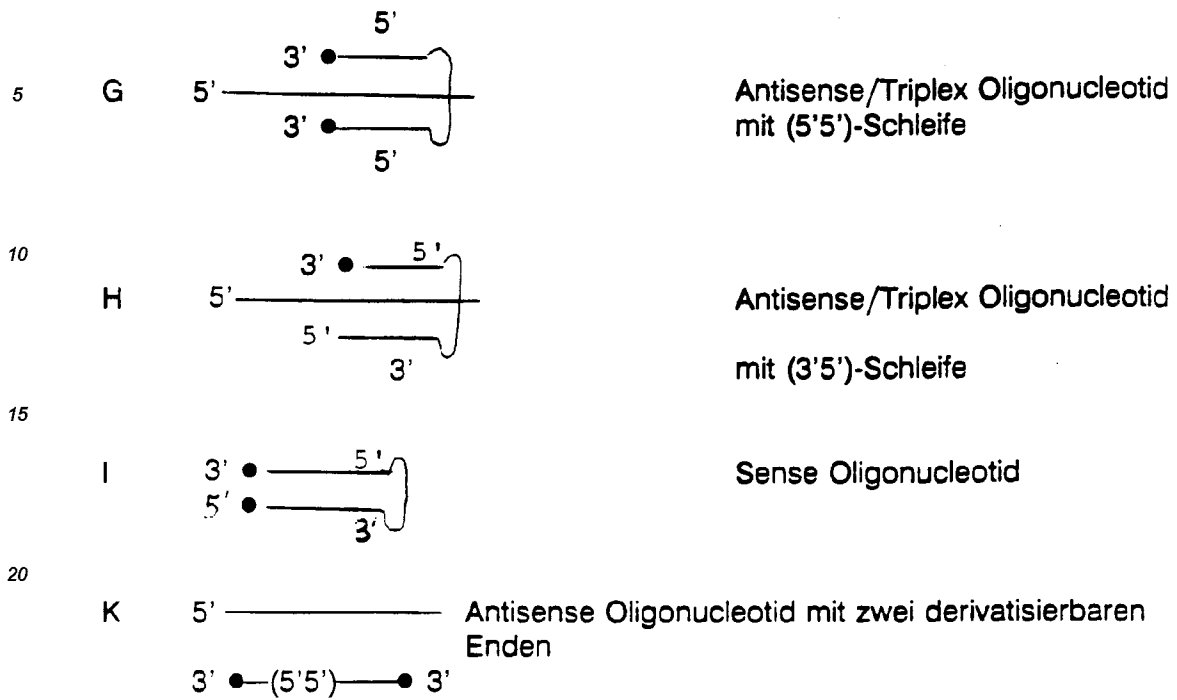 5'
3'
5 G 5' Antisense/Triplex Oligonucleotid
3' mit (5'5')-Schleife
5'
10 3' 5'
H 5' Antisense/Triplex Oligonucleotid
5'
3' mit (3'5')-Schleife
15
I 3' 5' Sense Oligonucleotid
5' 3'
20
K 5' Antisense Oligonucleotid mit zwei derivatisierbaren
Enden
3' (5'5') 3'